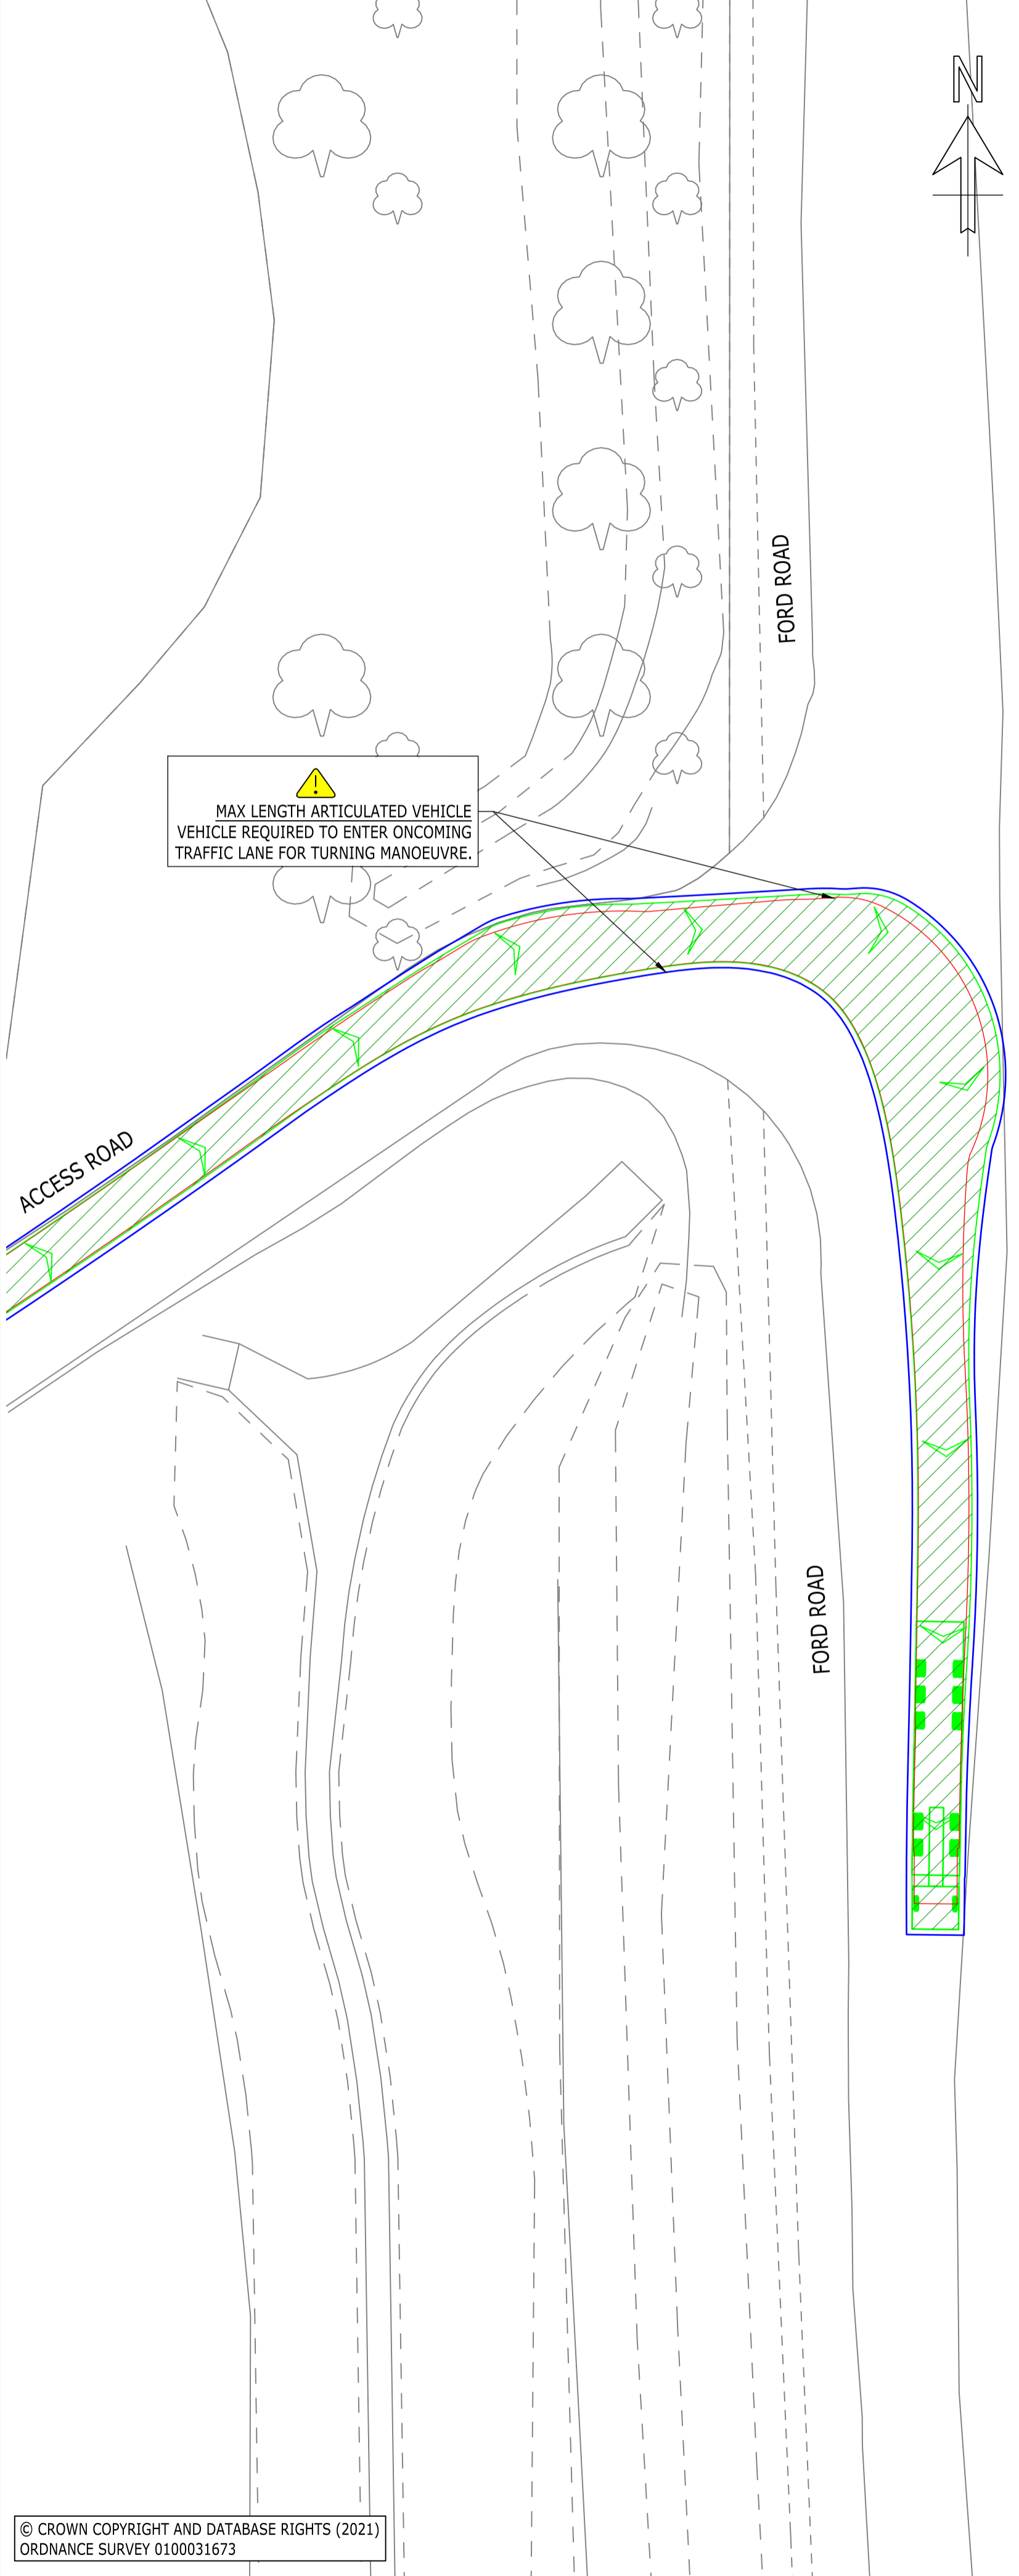 N
FORD ROAD
MAX LENGTH ARTICULATED VEHICLE
VEHICLE REQUIRED TO ENTER ONCOMING
TRAFFIC LANE FOR TURNING MANOEUVRE.
ACCESS ROAD
FORD ROAD
© CROWN COPYRIGHT AND DATABASE RIGHTS (2021)
ORDNANCE SURVEY 0100031673